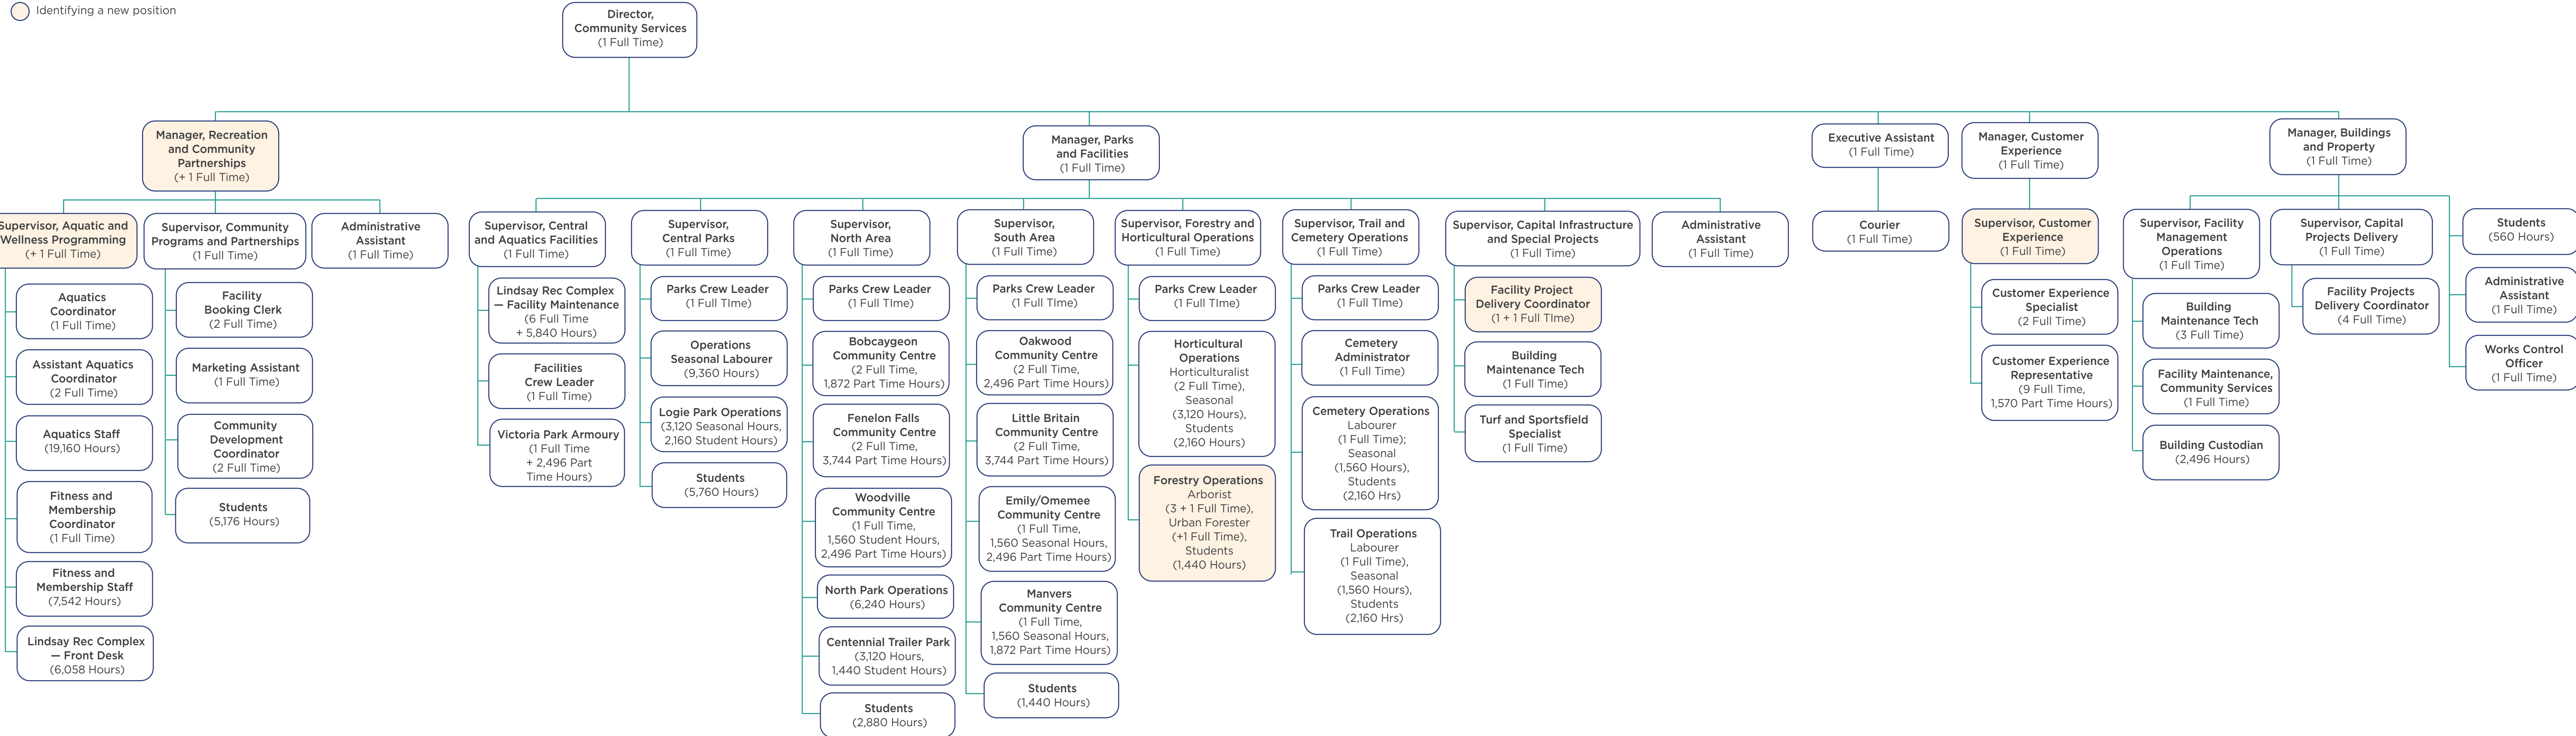 Identifying a new position
Director,
Community Services
(1 Full Time)
Manager, Recreation
and Community
Partnerships
(+ 1 Full Time)
Manager, Parks
and Facilities
(1 Full Time)
Executive Assistant
(1 Full Time)
Manager, Customer
Experience
(1 Full Time)
Manager, Buildings
and Property
(1 Full Time)
Supervisor, Aquatic and
Wellness Programming
(+ 1 Full Time)
Aquatics
Coordinator
(1 Full Time)
Assistant Aquatics
Coordinator
(2 Full Time)
Aquatics Staff
(19,160 Hours)
Fitness and
Membership
Coordinator
(1 Full Time)
Fitness and
Membership Staff
(7,542 Hours)
Lindsay Rec Complex
— Front Desk
(6,058 Hours)
Supervisor, Community
Programs and Partnerships
(1 Full Time)
Facility
Booking Clerk
(2 Full Time)
Marketing Assistant
(1 Full Time)
Community
Development
Coordinator
(2 Full Time)
Students
(5,176 Hours)
Administrative
Assistant
(1 Full Time)
Supervisor, Central
and Aquatics Facilities
(1 Full Time)
Lindsay Rec Complex
— Facility Maintenance
(6 Full Time
+ 5,840 Hours)
Facilities
Crew Leader
(1 Full Time)
Victoria Park Armoury
(1 Full Time
+ 2,496 Part
Time Hours)
Supervisor,
Central Parks
(1 Full Time)
Parks Crew Leader
(1 Full TIme)
Operations
Seasonal Labourer
(9,360 Hours)
Logie Park Operations
(3,120 Seasonal Hours,
2,160 Student Hours)
Students
(5,760 Hours)
Supervisor,
North Area
(1 Full Time)
Parks Crew Leader
(1 Full TIme)
Bobcaygeon
Community Centre
(2 Full Time,
1,872 Part Time Hours)
Fenelon Falls
Community Centre
(2 Full Time,
3,744 Part Time Hours)
Woodville
Community Centre
(1 Full Time,
1,560 Student Hours,
2,496 Part Time Hours)
North Park Operations
(6,240 Hours)
Centennial Trailer Park
(3,120 Hours,
1,440 Student Hours)
Students
(2,880 Hours)
Supervisor,
South Area
(1 Full Time)
Parks Crew Leader
(1 Full TIme)
Oakwood
Community Centre
(2 Full Time,
2,496 Part Time Hours)
Little Britain
Community Centre
(2 Full Time,
3,744 Part Time Hours)
Emily/Omemee
Community Centre
(1 Full Time,
1,560 Seasonal Hours,
2,496 Part Time Hours)
Manvers
Community Centre
(1 Full Time,
1,560 Seasonal Hours,
1,872 Part Time Hours)
Students
(1,440 Hours)
Supervisor, Forestry and
Horticultural Operations
(1 Full Time)
Parks Crew Leader
(1 Full TIme)
Horticultural
Operations
Horticulturalist
(2 Full Time),
Seasonal
(3,120 Hours),
Students
(2,160 Hours)
Forestry Operations
Arborist
(3 + 1 Full Time),
Urban Forester
(+1 Full Time),
Students
(1,440 Hours)
Supervisor, Trail and
Cemetery Operations
(1 Full Time)
Parks Crew Leader
(1 Full TIme)
Cemetery
Administrator
(1 Full Time)
Cemetery Operations
Labourer
(1 Full Time);
Seasonal
(1,560 Hours),
Students
(2,160 Hrs)
Trail Operations
Labourer
(1 Full Time),
Seasonal
(1,560 Hours),
Students
(2,160 Hrs)
Supervisor, Capital Infrastructure
and Special Projects
(1 Full Time)
Facility Project
Delivery Coordinator
(1 + 1 Full TIme)
Building
Maintenance Tech
(1 Full Time)
Turf and Sportsfield
Specialist
(1 Full Time)
Administrative
Assistant
(1 Full Time)
Courier
(1 Full Time)
Supervisor, Customer
Experience
(1 Full Time)
Customer Experience
Specialist
(2 Full Time)
Customer Experience
Representative
(9 Full Time,
1,570 Part Time Hours)
Supervisor, Facility
Management
Operations
(1 Full Time)
Building
Maintenance Tech
(3 Full Time)
Facility Maintenance,
Community Services
(1 Full Time)
Building Custodian
(2,496 Hours)
Supervisor, Capital
Projects Delivery
(1 Full Time)
Facility Projects
Delivery Coordinator
(4 Full Time)
Students
(560 Hours)
Administrative
Assistant
(1 Full Time)
Works Control
Officer
(1 Full Time)